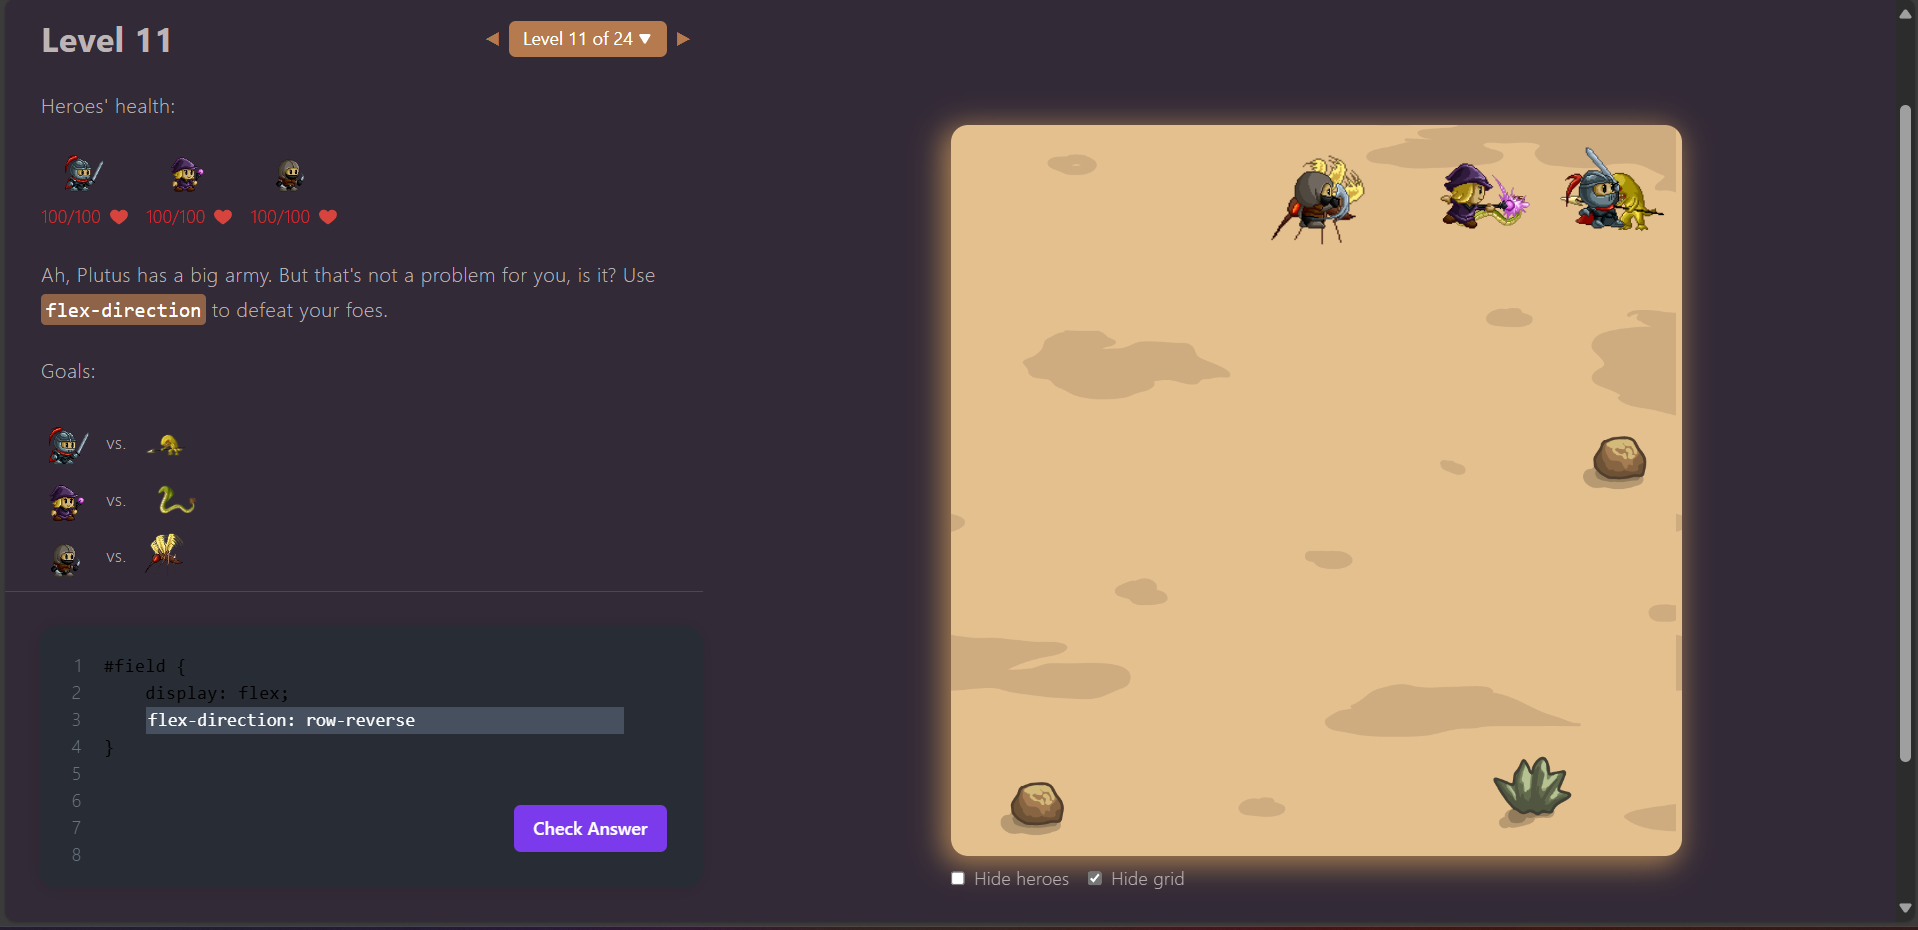 Level 11
◀ Level 11 of 24 ▼ ▶
Heroes' health:
100/100 100/100 100/100
Ah, Plutus has a big army. But that's not a problem for you, is it? Use
flex-direction to defeat your foes.
Goals:
vs.
vs.
vs.
1 #field {
2 display: flex;
3 flex-direction: row-reverse
4 }
5
6
7
8
Check Answer
Hide heroes Hide grid